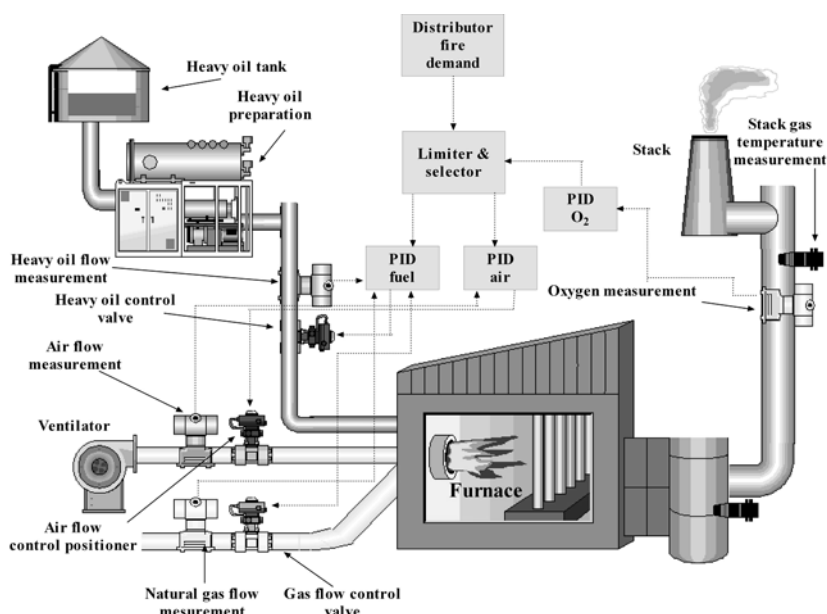 Heavy oil tank
Heavy oil
preparation
Distributor
fire
demand
Limiter &
selector
PID
O2
Stack
Stack gas
temperature
measurement
Heavy oil flow
measurement
PID
fuel
PID
air
Heavy oil control
valve
Oxygen measurement
Air flow
measurement
Ventilator
Furnace
Air flow
control positioner
Natural gas flow
mesurement
Gas flow control
valve